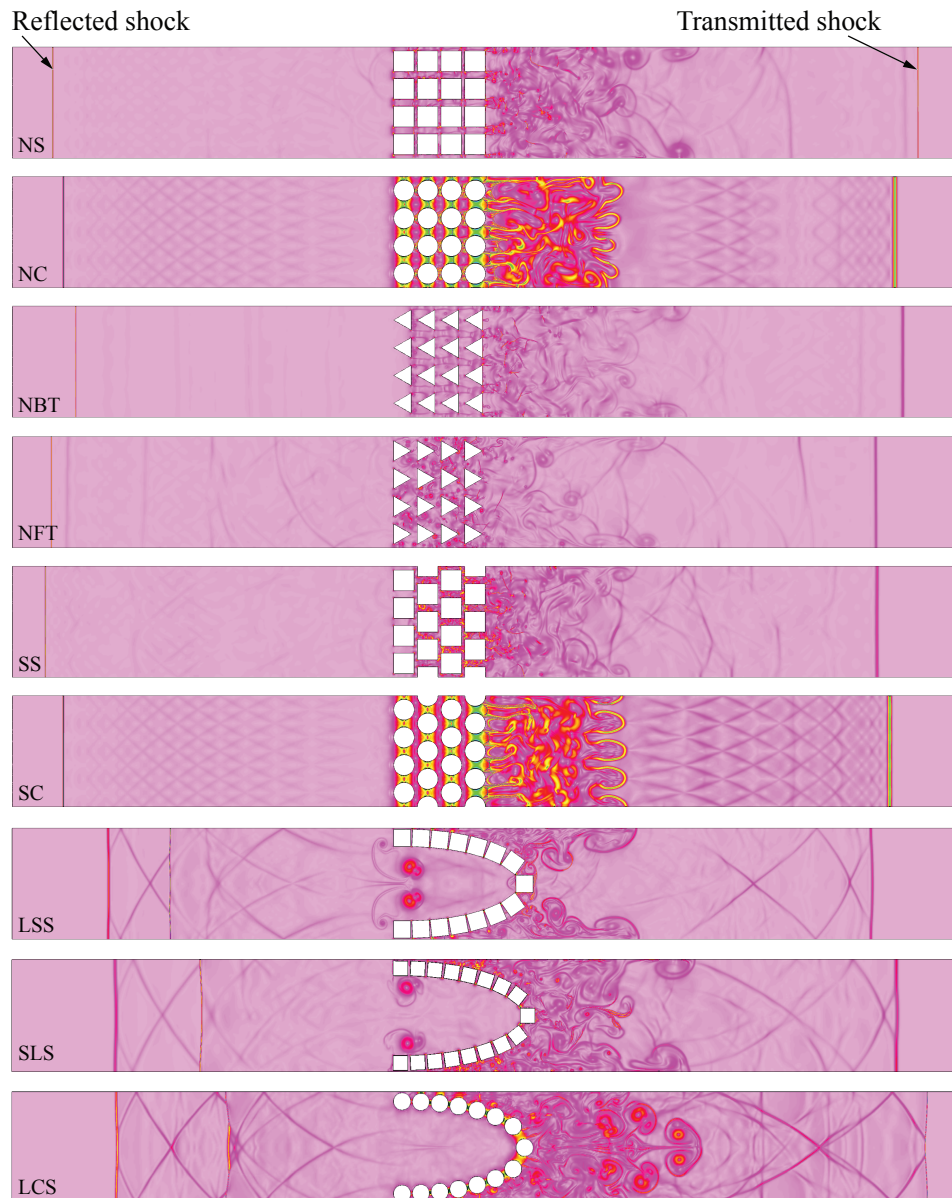 Reflected shock
Transmitted shock
NS
NC
NBT
NFT
SS
SC
LSS
SLS
LCS